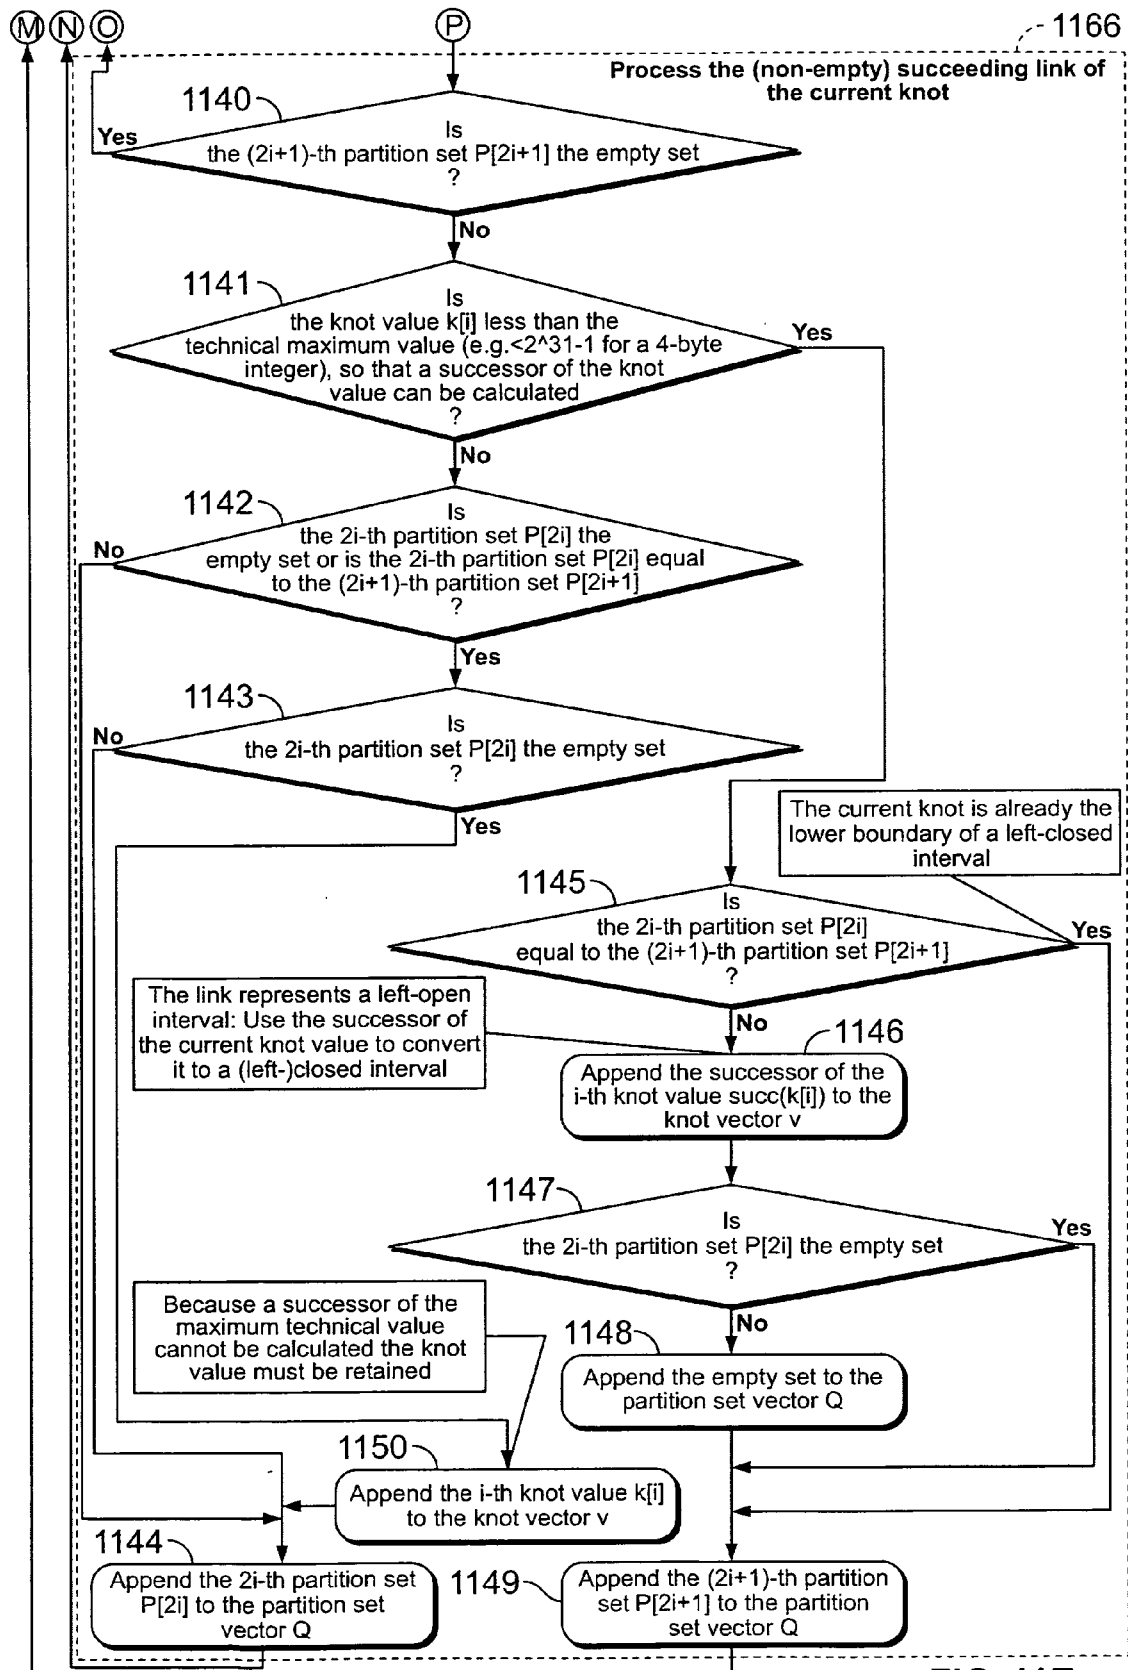 M N O P
1166
Process the (non-empty) succeeding link of
the current knot
1140
Yes
Is
the (2i+1)-th partition set P[2i+1] the empty set
?
No
1141
Is
the knot value k[i] less than the
technical maximum value (e.g.<2^31-1 for a 4-byte
integer), so that a successor of the knot
value can be calculated
?
Yes
No
1142
Is
the 2i-th partition set P[2i] the
empty set or is the 2i-th partition set P[2i] equal
to the (2i+1)-th partition set P[2i+1]
?
No
Yes
1143
Is
the 2i-th partition set P[2i] the empty set
?
No
Yes
The current knot is already the
lower boundary of a left-closed
interval
1145
Is
the 2i-th partition set P[2i]
equal to the (2i+1)-th partition set P[2i+1]
?
Yes
No
The link represents a left-open
interval: Use the successor of
the current knot value to convert
it to a (left-)closed interval
1146
Append the successor of the
i-th knot value succ(k[i]) to the
knot vector v
1147
Is
the 2i-th partition set P[2i] the empty set
?
Yes
No
Because a successor of the
maximum technical value
cannot be calculated the knot
value must be retained
1148
Append the empty set to the
partition set vector Q
1150
Append the i-th knot value k[i]
to the knot vector v
1144
Append the 2i-th partition set
P[2i] to the partition set
vector Q
1149
Append the (2i+1)-th partition
set P[2i+1] to the partition
set vector Q